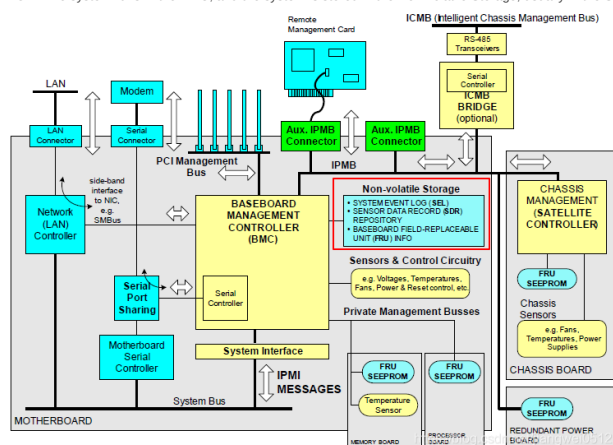 Remote
Management Card
ICMB (Intelligent Chassis Management Bus)
RS-485
Transceivers
LAN
Modem
Serial
Controller
ICMB
BRIDGE
(optional)
LAN
Connector
Serial
Connector
Aux. IPMB
Connector
Aux. IPMB
Connector
PCI Management
Bus
IPMB
side-band
interface
to NIC,
e.g.
SMBus
Network
(LAN)
Controller
BASEBOARD
MANAGEMENT
CONTROLLER
(BMC)
Non-volatile Storage
• SYSTEM EVENT LOG (SEL)
• SENSOR DATA RECORD (SDR)
REPOSITORY
• BASEBOARD FIELD-REPLACEABLE
UNIT (FRU) INFO
CHASSIS
MANAGEMENT
(SATELLITE
CONTROLLER)
Sensors & Control Circuitry
e.g. Voltages, Temperatures,
Fans, Power & Reset control, etc.
FRU
SEEPROM
Serial
Port
Sharing
Serial
Controller
Private Management Busses
Chassis
Sensors
e.g. Fans,
Temperatures, Power
Supplies
Motherboard
Serial
Controller
System Interface
IPMI
MESSAGES
FRU
SEEPROM
FRU
SEEPROM
CHASSIS BOARD
Temperature
Sensor
System Bus
FRU
SEEPROM
MOTHERBOARD
MEMORY BOARD
PROCESSOR
BOARD
REDUNDANT POWER
BOARD